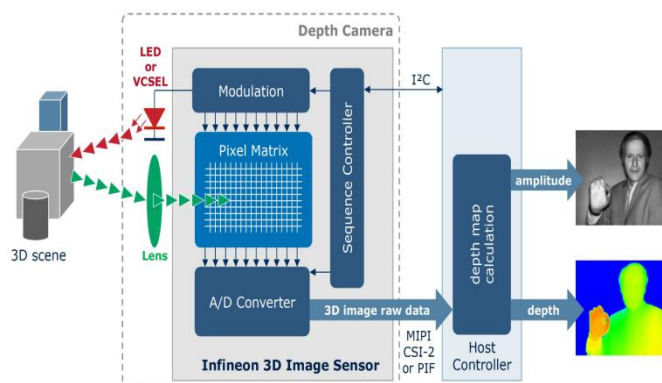 Depth Camera
LED
or
VCSEL
Modulation
I²C
Pixel Matrix
Sequence Controller
amplitude
depth map
calculation
3D scene
Lens
A/D Converter
3D image raw data
depth
MIPI
CSI-2
or PIF
Host
Controller
Infineon 3D Image Sensor